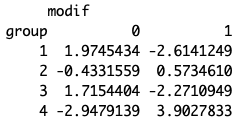 modif
group 0 1
1 1.9745434 -2.6141249
2 -0.4331559 0.5734610
3 1.7154404 -2.2710949
4 -2.9479139 3.9027833